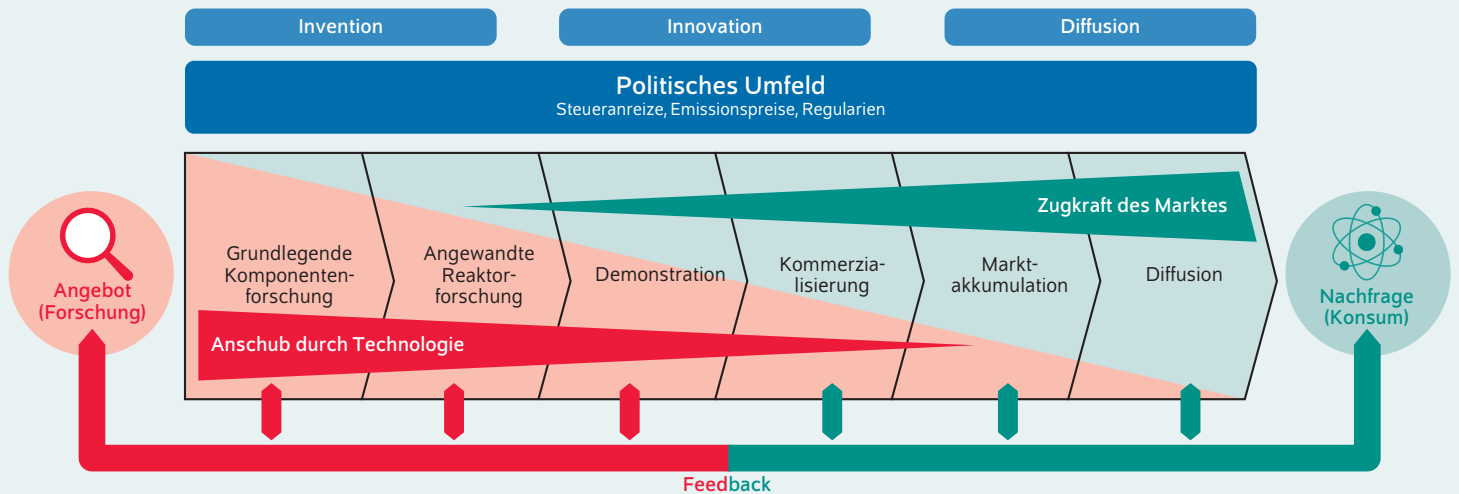 Invention
Innovation
Diffusion
Politisches Umfeld
Steueranreize, Emissionspreise, Regularien
Zugkraft des Marktes
Grundlegende
Komponenten-
forschung
Angewandte
Reaktor-
forschung
Demonstration
Kommerzia-
lisierung
Markt-
akkumulation
Diffusion
Angebot
(Forschung)
Nachfrage
(Konsum)
Anschub durch Technologie
Feedback